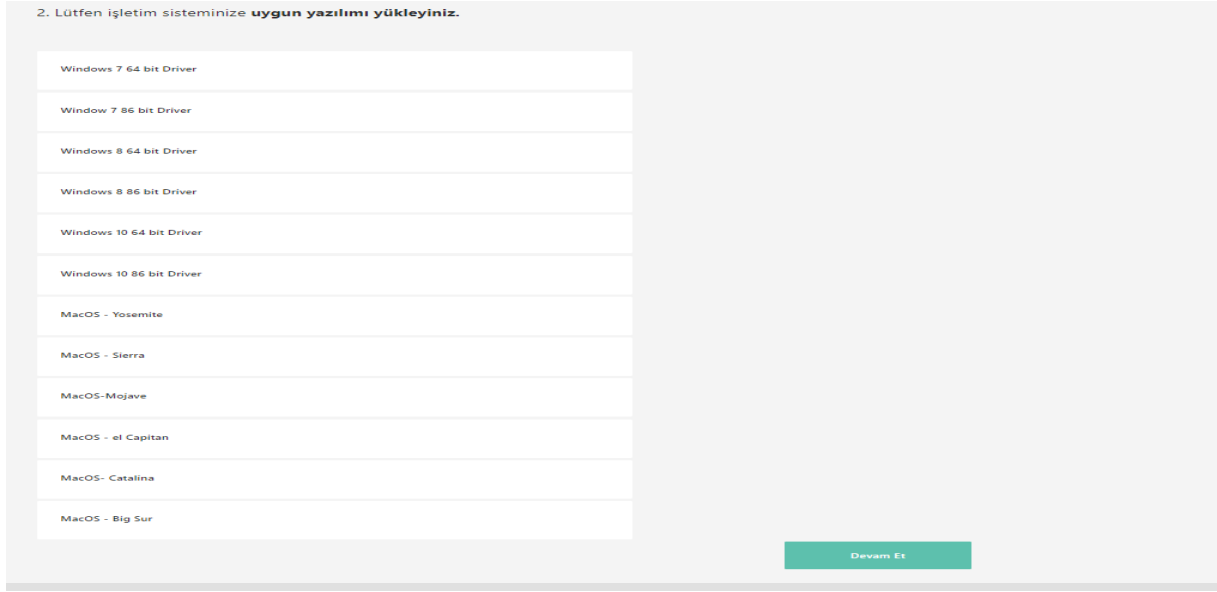 2. Lütfen işletim sisteminize uygun yazılımı yükleyiniz.
Windows 7 64 bit Driver
Window 7 86 bit Driver
Windows 8 64 bit Driver
Windows 8 86 bit Driver
Windows 10 64 bit Driver
Windows 10 86 bit Driver
MacOS - Yosemite
MacOS - Sierra
MacOS-Mojave
MacOS - el Capitan
MacOS- Catalina
MacOS - Big Sur
Devam Et